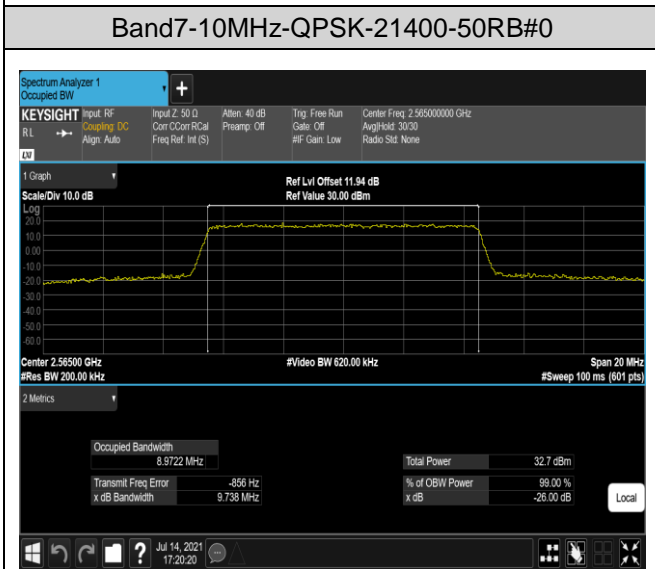 Band7-10MHz-QPSK-21400-50RB#0
Spectrum Analyzer 1
Occupied BW
+
KEYSIGHT Input: RF Input Z: 50 Ω Atten: 40 dB Trig: Free Run Center Freq: 2.565000000 GHz
RL Coupling: DC Corr CCorr RCal Preamp: Off Gate: Off Avg|Hold: 30/30
Align: Auto Freq Ref: Int (S) #IF Gain: Low Radio Std: None
LXI
1 Graph
Ref Lvl Offset 11.94 dB
Scale/Div 10.0 dB Ref Value 30.00 dBm
Log
20.0
10.0
0.00
-10.0
-20.0
-30.0
-40.0
-50.0
-60.0
Center 2.56500 GHz #Video BW 620.00 kHz Span 20 MHz
#Res BW 200.00 kHz #Sweep 100 ms (601 pts)
2 Metrics
Occupied Bandwidth
8.9722 MHz Total Power 32.7 dBm
Transmit Freq Error -856 Hz % of OBW Power 99.00 %
x dB Bandwidth 9.738 MHz x dB -26.00 dB
Local
? Jul 14, 2021
17:20:20